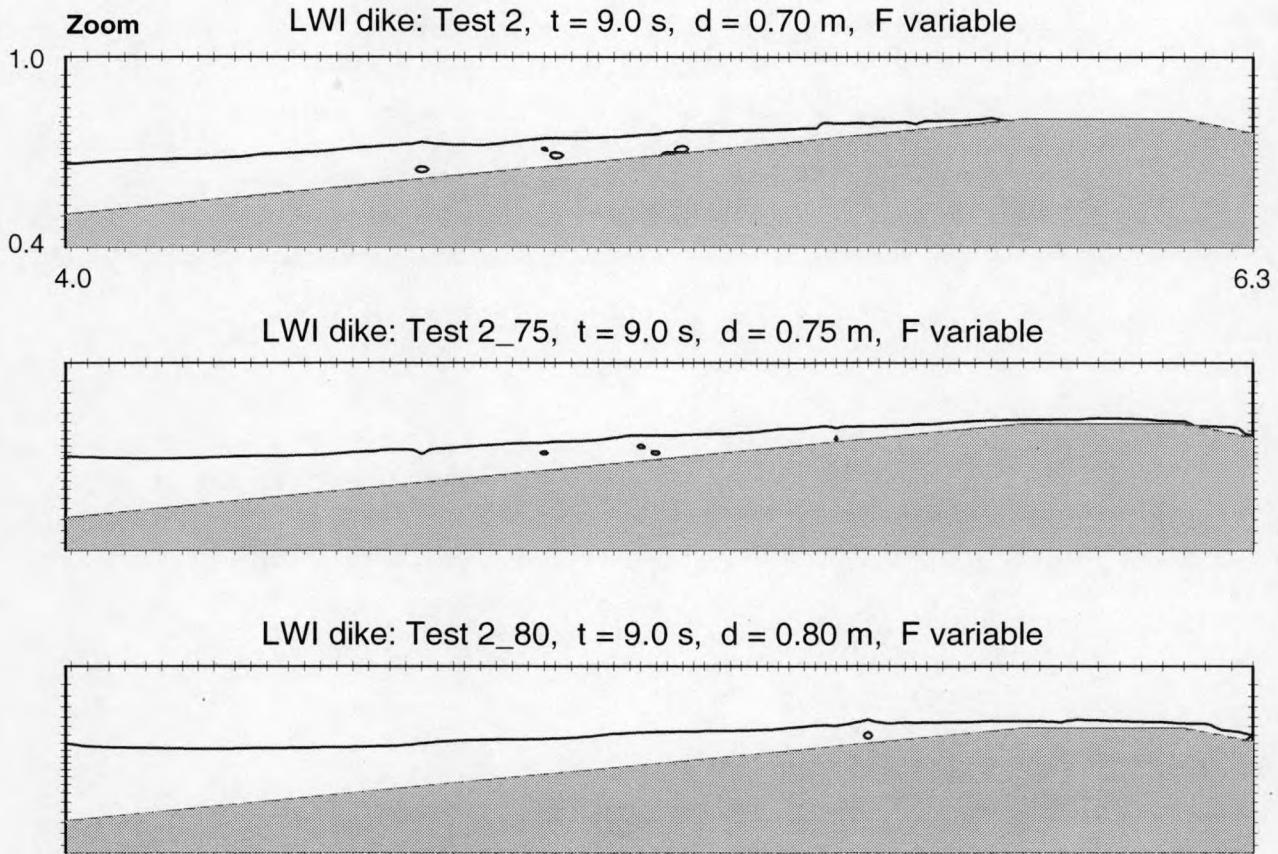 Zoom
LWI dike: Test 2, t = 9.0 s, d = 0.70 m, F variable
1.0
0.4
4.0 6.3
LWI dike: Test 2_75, t = 9.0 s, d = 0.75 m, F variable
LWI dike: Test 2_80, t = 9.0 s, d = 0.80 m, F variable